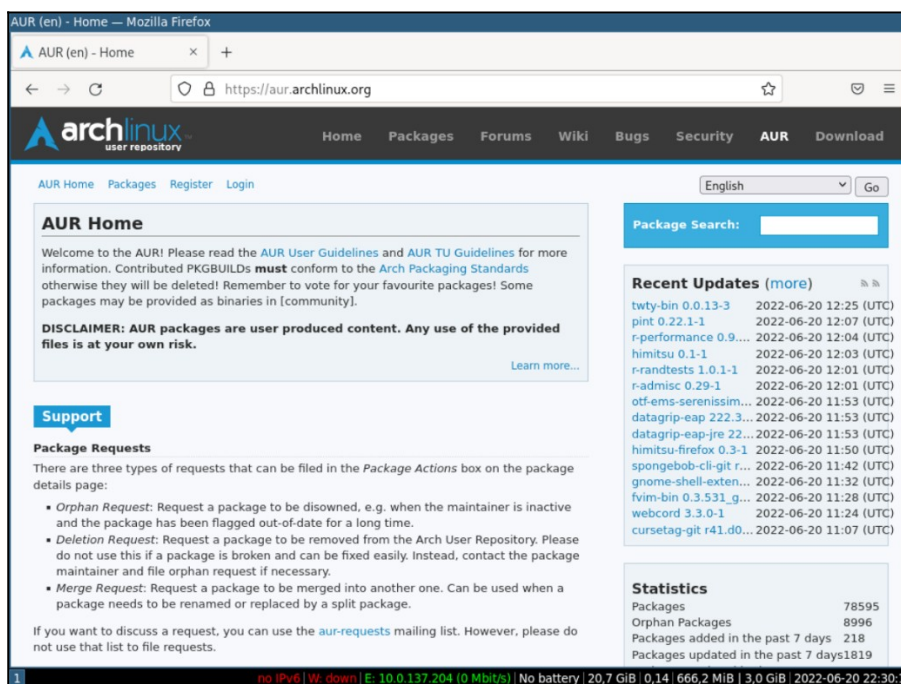 AUR (en) - Home — Mozilla Firefox
AUR (en) - Home
https://aur.archlinux.org
archlinux
user repository
Home Packages Forums Wiki Bugs Security AUR Download
AUR Home Packages Register Login
English Go
AUR Home
Welcome to the AUR! Please read the AUR User Guidelines and AUR TU Guidelines for more
information. Contributed PKGBUILDs must conform to the Arch Packaging Standards
otherwise they will be deleted! Remember to vote for your favourite packages! Some
packages may be provided as binaries in [community].
DISCLAIMER: AUR packages are user produced content. Any use of the provided
files is at your own risk.
Learn more...
Support
Package Requests
There are three types of requests that can be filed in the Package Actions box on the package
details page:
▪ Orphan Request: Request a package to be disowned, e.g. when the maintainer is inactive
and the package has been flagged out-of-date for a long time.
▪ Deletion Request: Request a package to be removed from the Arch User Repository. Please
do not use this if a package is broken and can be fixed easily. Instead, contact the package
maintainer and file orphan request if necessary.
▪ Merge Request: Request a package to be merged into another one. Can be used when a
package needs to be renamed or replaced by a split package.
If you want to discuss a request, you can use the aur-requests mailing list. However, please do
not use that list to file requests.
Package Search:
Recent Updates (more)
twty-bin 0.0.13-3 2022-06-20 12:25 (UTC)
pint 0.22.1-1 2022-06-20 12:07 (UTC)
r-performance 0.9.... 2022-06-20 12:04 (UTC)
himitsu 0.1-1 2022-06-20 12:03 (UTC)
r-randtests 1.0.1-1 2022-06-20 12:01 (UTC)
r-admisc 0.29-1 2022-06-20 12:01 (UTC)
otf-ems-serenissim... 2022-06-20 11:53 (UTC)
datagrip-eap 222.3... 2022-06-20 11:53 (UTC)
datagrip-eap-jre 22... 2022-06-20 11:53 (UTC)
himitsu-firefox 0.3-1 2022-06-20 11:50 (UTC)
spongebob-cli-git r... 2022-06-20 11:42 (UTC)
gnome-shell-exten... 2022-06-20 11:32 (UTC)
fvim-bin 0.3.531_g... 2022-06-20 11:28 (UTC)
webcord 3.3.0-1 2022-06-20 11:24 (UTC)
cursetag-git r41.d0... 2022-06-20 11:07 (UTC)
Statistics
Packages 78595
Orphan Packages 8996
Packages added in the past 7 days 218
Packages updated in the past 7 days 1819
1 no IPv6 | W: down | E: 10.0.137.204 (0 Mbit/s) | No battery | 20,7 GiB | 0,14 | 666,2 MiB | 3,0 GiB | 2022-06-20 22:30: